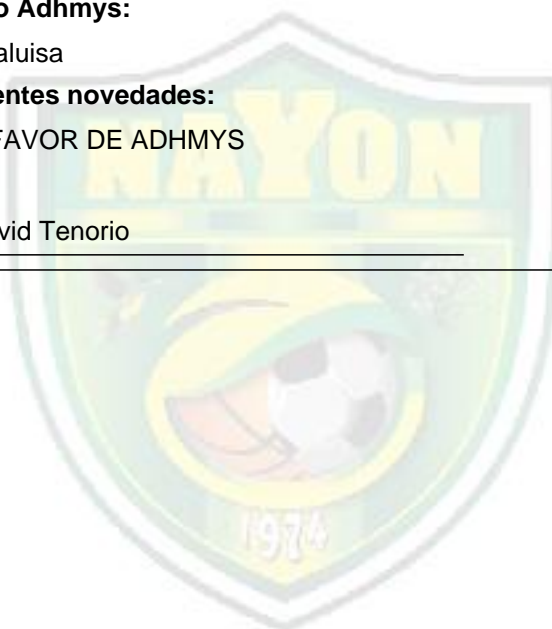 o Adhmys:
aluisa
entes novedades:
FAVOR DE ADHMYS
vid Tenorio
NAYON
1974